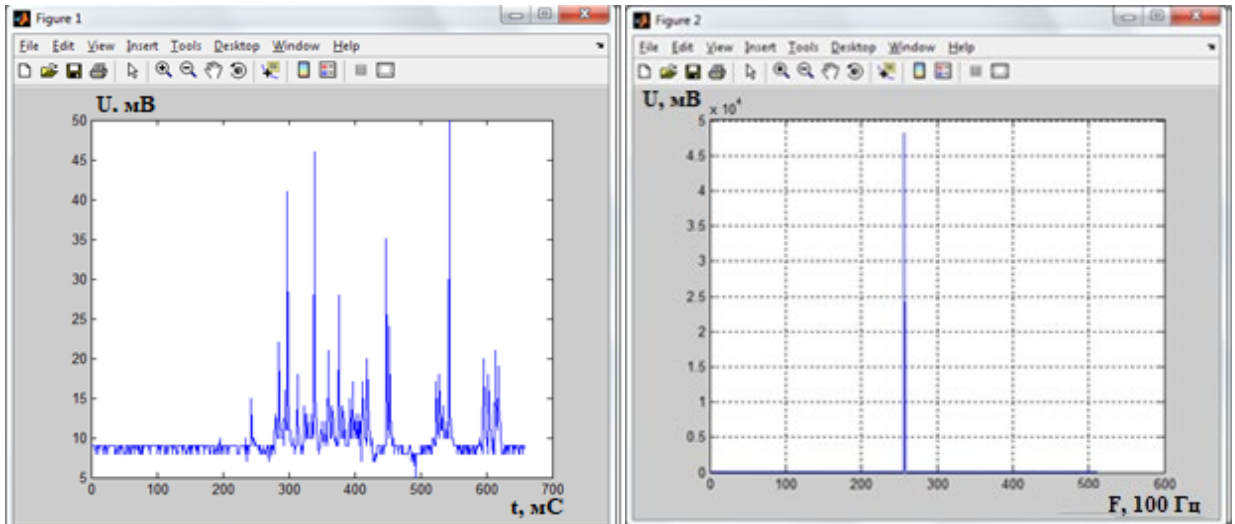 Figure 1
File Edit View Insert Tools Desktop Window Help
U. мВ
50
45
40
35
30
25
20
15
10
5
0 100 200 300 400 500 600 700
t, мС
Figure 2
File Edit View Insert Tools Desktop Window Help
U, мВ x 10^4
5
4.5
4
3.5
3
2.5
2
1.5
1
0.5
0
0 100 200 300 400 500 600
F, 100 Гц